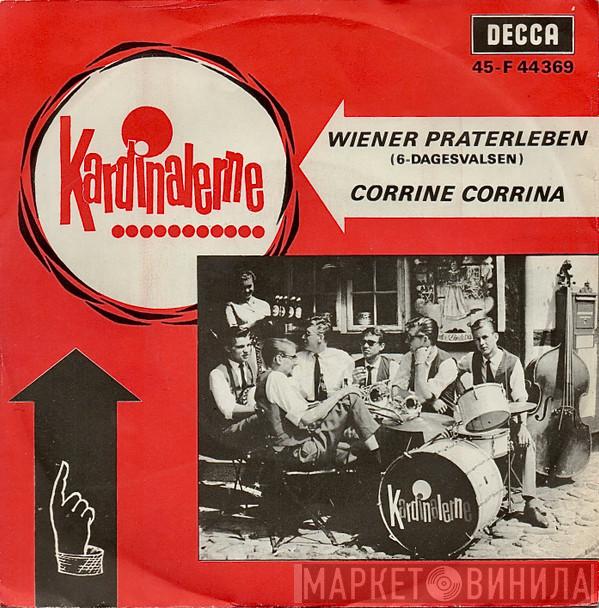 DECCA
45-F 44369
Kardinalerne
WIENER PRATERLEBEN
(6-DAGESVALSEN)
CORRINE CORRINA
Kardinalerne
МАРКЕТ ВИНИЛА